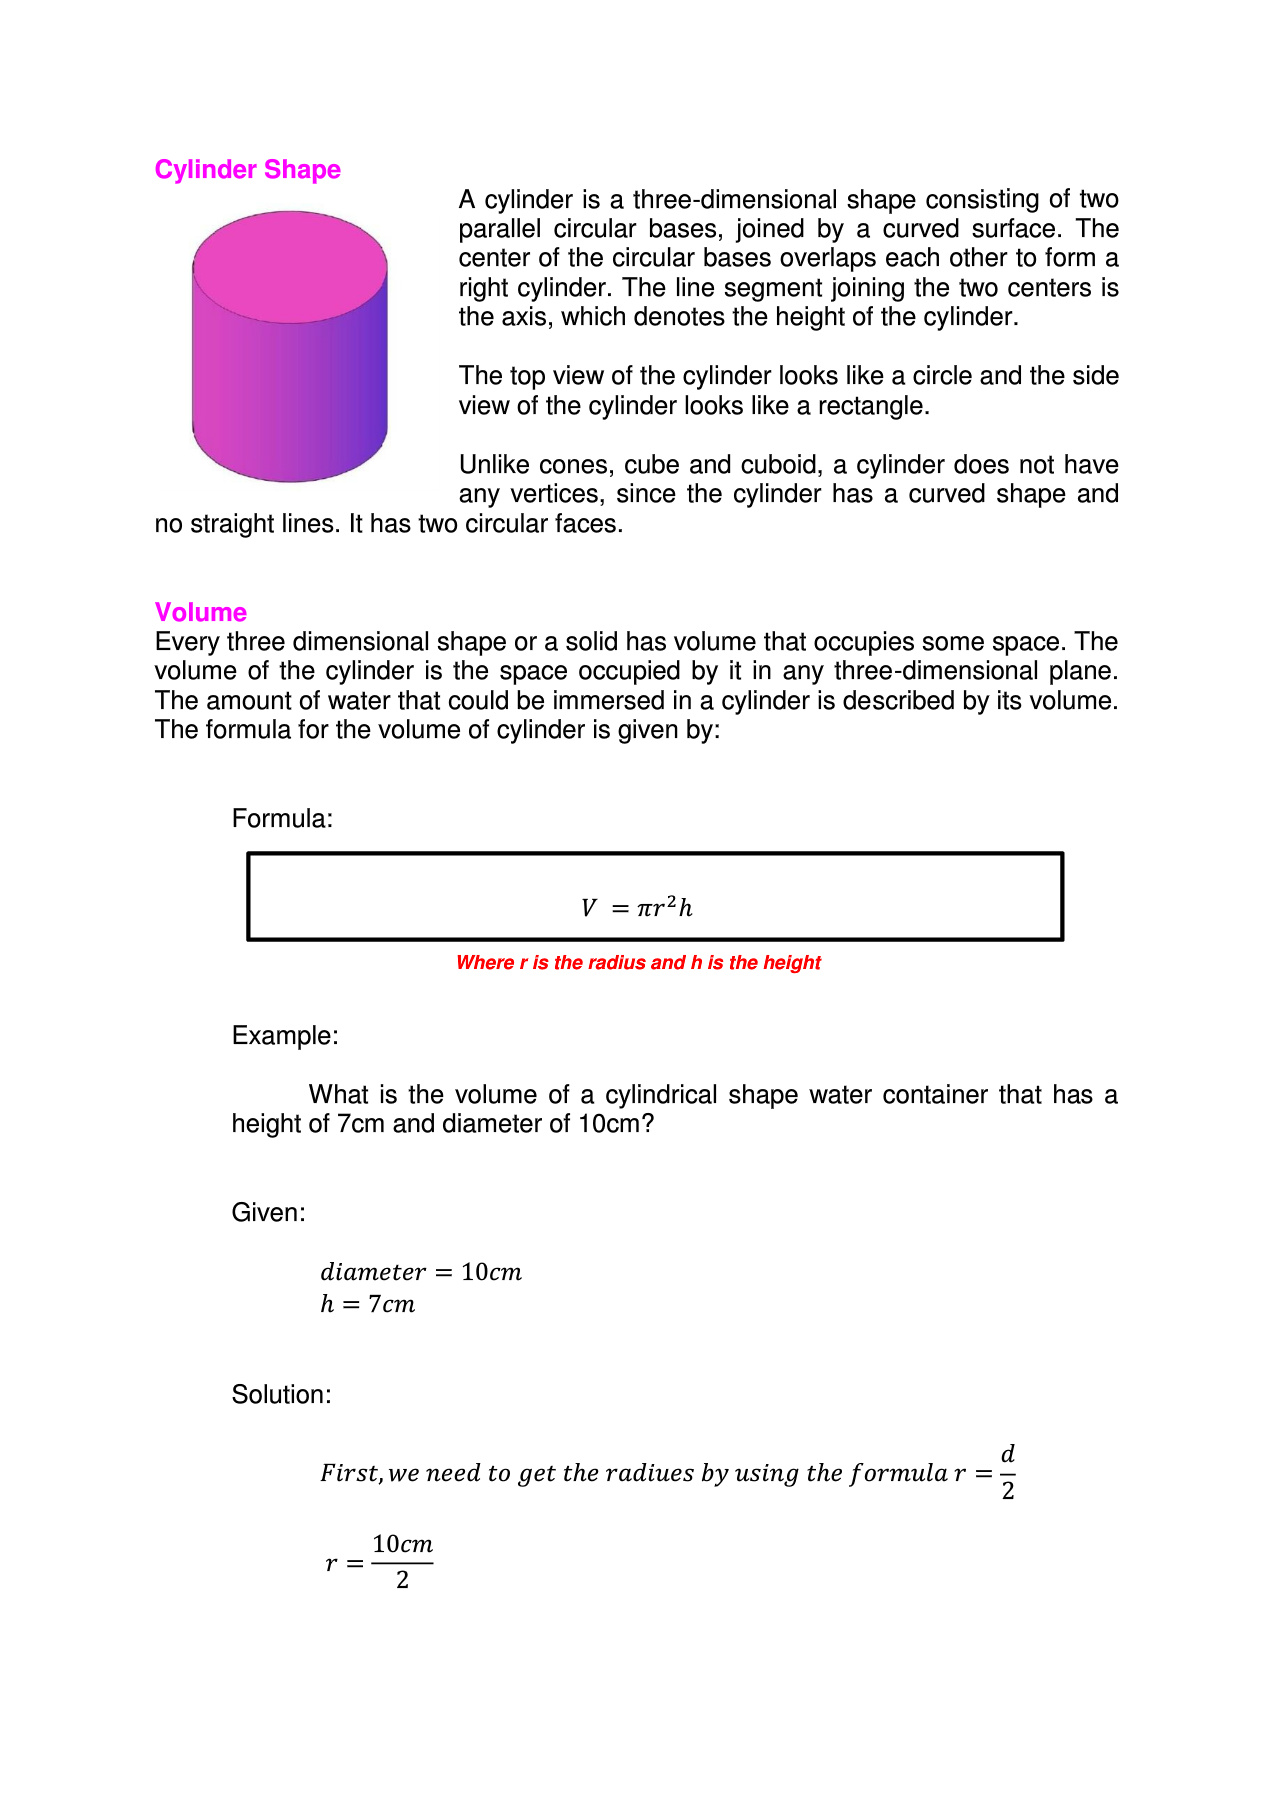 Cylinder Shape
A cylinder is a three-dimensional shape consisting of two
parallel circular bases, joined by a curved surface. The
center of the circular bases overlaps each other to form a
right cylinder. The line segment joining the two centers is
the axis, which denotes the height of the cylinder.
The top view of the cylinder looks like a circle and the side
view of the cylinder looks like a rectangle.
Unlike cones, cube and cuboid, a cylinder does not have
any vertices, since the cylinder has a curved shape and
no straight lines. It has two circular faces.
Volume
Every three dimensional shape or a solid has volume that occupies some space. The
volume of the cylinder is the space occupied by it in any three-dimensional plane.
The amount of water that could be immersed in a cylinder is described by its volume.
The formula for the volume of cylinder is given by:
Formula:
V = πr²h
Where r is the radius and h is the height
Example:
What is the volume of a cylindrical shape water container that has a
height of 7cm and diameter of 10cm?
Given:
diameter = 10cm
h = 7cm
Solution:
First, we need to get the radiues by using the formula r = d/2
r = 10cm/2